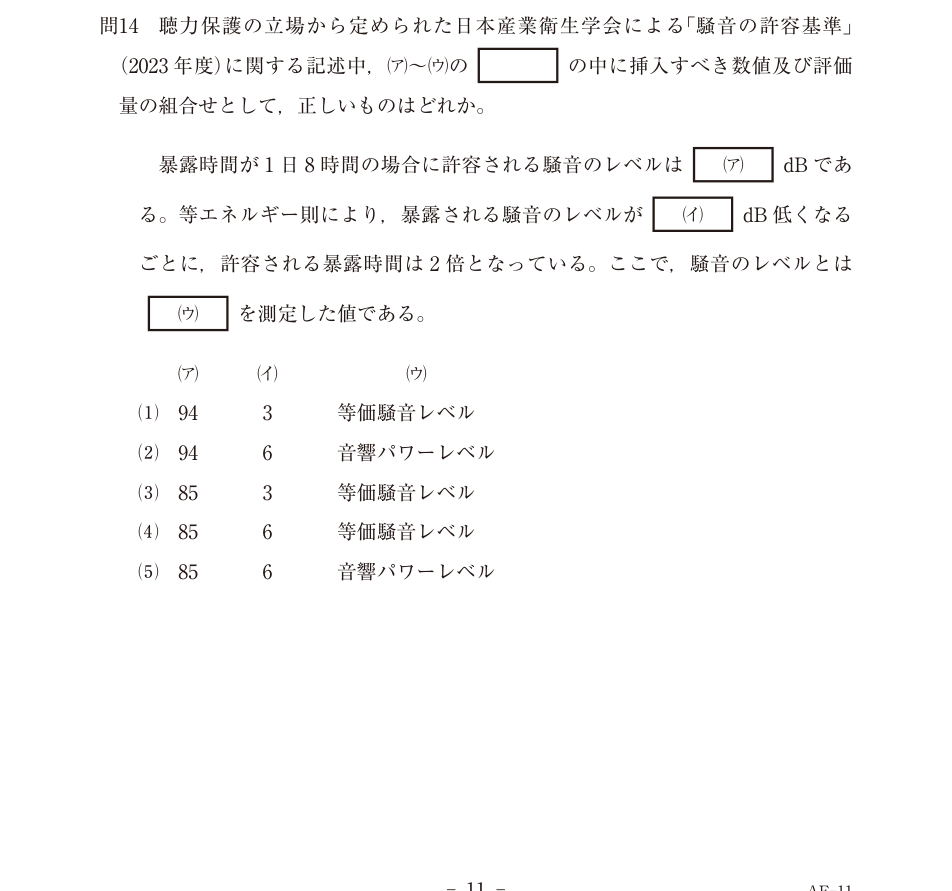 問14　聴力保護の立場から定められた日本産業衛生学会による「騒音の許容基準」
（2023 年度）に関する記述中，㋐～㋒の　　　の中に挿入すべき数値及び評価
量の組合せとして，正しいものはどれか。
暴露時間が 1 日 8 時間の場合に許容される騒音のレベルは (ア) dB であ
る。等エネルギー則により，暴露される騒音のレベルが (イ) dB 低くなる
ごとに，許容される暴露時間は 2 倍となっている。ここで，騒音のレベルとは
(ウ) を測定した値である。
(ア)　(イ)　(ウ)
(1)　94　3　等価騒音レベル
(2)　94　6　音響パワーレベル
(3)　85　3　等価騒音レベル
(4)　85　6　等価騒音レベル
(5)　85　6　音響パワーレベル
− 11 −